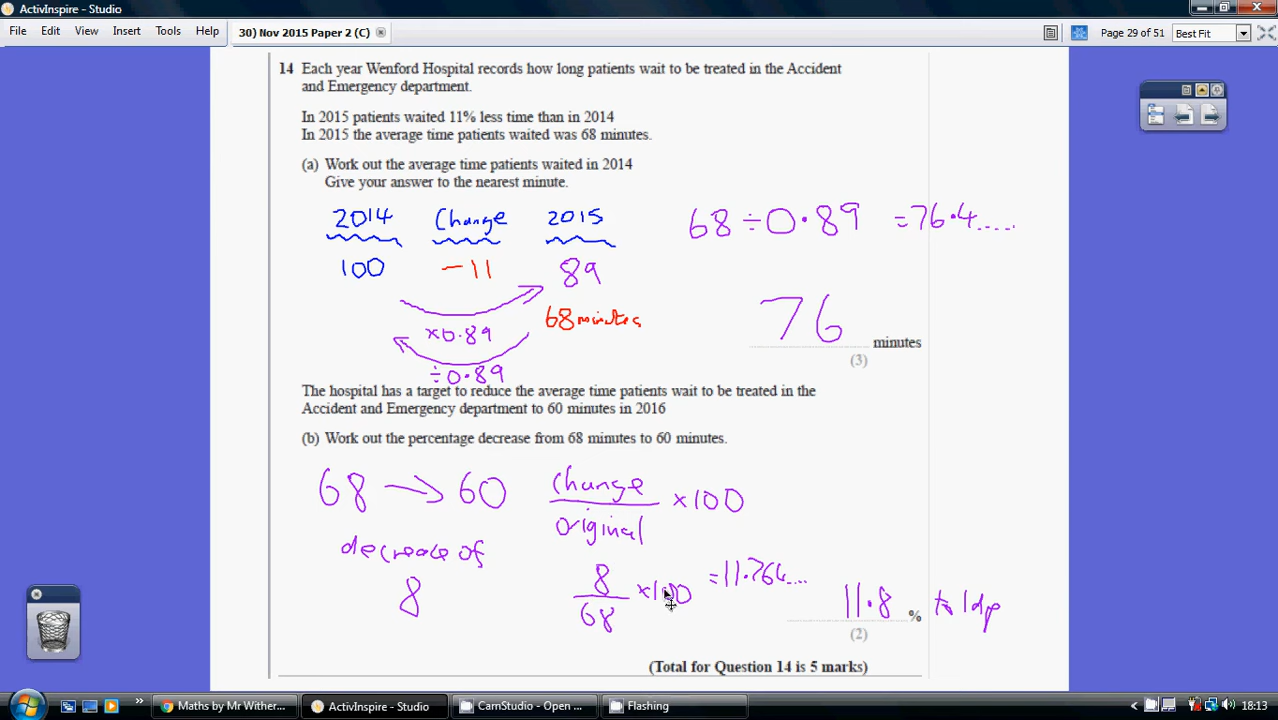 ActivInspire - Studio
File Edit View Insert Tools Help 30) Nov 2015 Paper 2 (C) Page 29 of 51 Best Fit
14 Each year Wenford Hospital records how long patients wait to be treated in the Accident
and Emergency department.
In 2015 patients waited 11% less time than in 2014
In 2015 the average time patients waited was 68 minutes.
(a) Work out the average time patients waited in 2014
Give your answer to the nearest minute.
2014 Change 2015
68 ÷ 0.89 = 76.4.....
100 -11 89
68 minutes
×0.89
÷0.89
76 minutes
(3)
The hospital has a target to reduce the average time patients wait to be treated in the
Accident and Emergency department to 60 minutes in 2016
(b) Work out the percentage decrease from 68 minutes to 60 minutes.
68 → 60
decrease of
8
change
original
×100
8
68
×100 = 11.764....
11.8 % to 1dp
(2)
(Total for Question 14 is 5 marks)
Maths by Mr Wither... ActivInspire - Studio CamStudio - Open ... Flashing 18:13